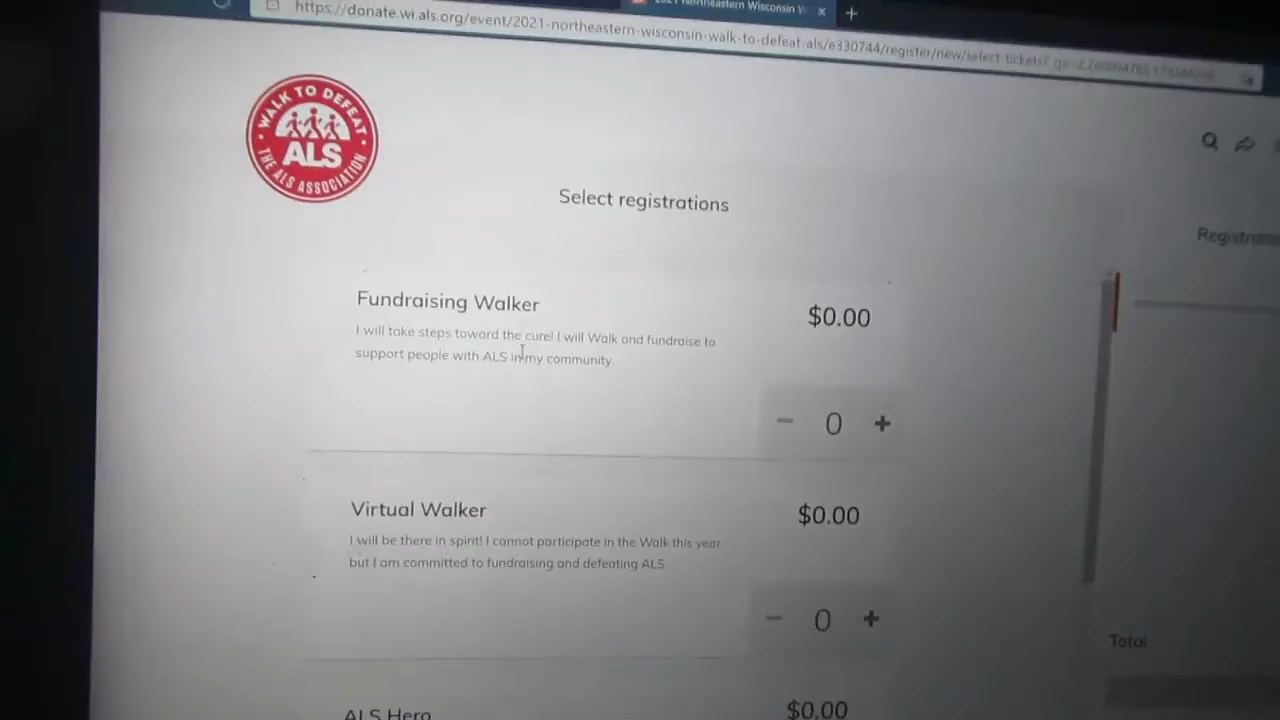 2021 Northeastern Wisconsin
https://donate.wi.als.org/event/2021-northeastern-wisconsin-walk-to-defeat-als/e330744/register/new/select-tickets?
WALK TO DEFEAT
ALS
THE ALS ASSOCIATION
Select registrations
Fundraising Walker
$0.00
I will take steps toward the cure! I will Walk and fundraise to
support people with ALS in my community.
− 0 +
Virtual Walker
$0.00
I will be there in spirit! I cannot participate in the Walk this year
but I am committed to fundraising and defeating ALS.
− 0 +
ALS Hero
$0.00
Total